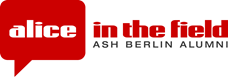 alice in the field
ASH BERLIN ALUMNI